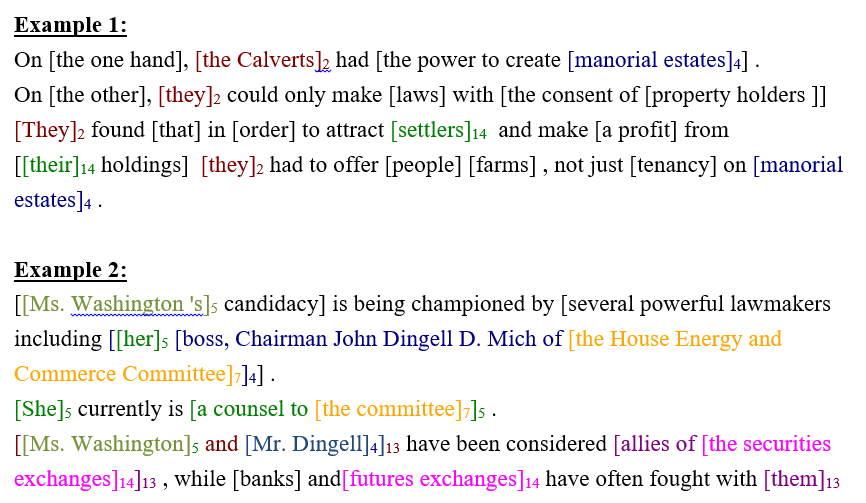 Example 1:
On [the one hand], [the Calverts]2 had [the power to create [manorial estates]4] .
On [the other], [they]2 could only make [laws] with [the consent of [property holders ]]
[They]2 found [that] in [order] to attract [settlers]14 and make [a profit] from
[[their]14 holdings] [they]2 had to offer [people] [farms] , not just [tenancy] on [manorial
estates]4 .
Example 2:
[[Ms. Washington 's]5 candidacy] is being championed by [several powerful lawmakers
including [[her]5 [boss, Chairman John Dingell D. Mich of [the House Energy and
Commerce Committee]7]4] .
[She]5 currently is [a counsel to [the committee]7]5 .
[[Ms. Washington]5 and [Mr. Dingell]4]13 have been considered [allies of [the securities
exchanges]14]13 , while [banks] and[futures exchanges]14 have often fought with [them]13